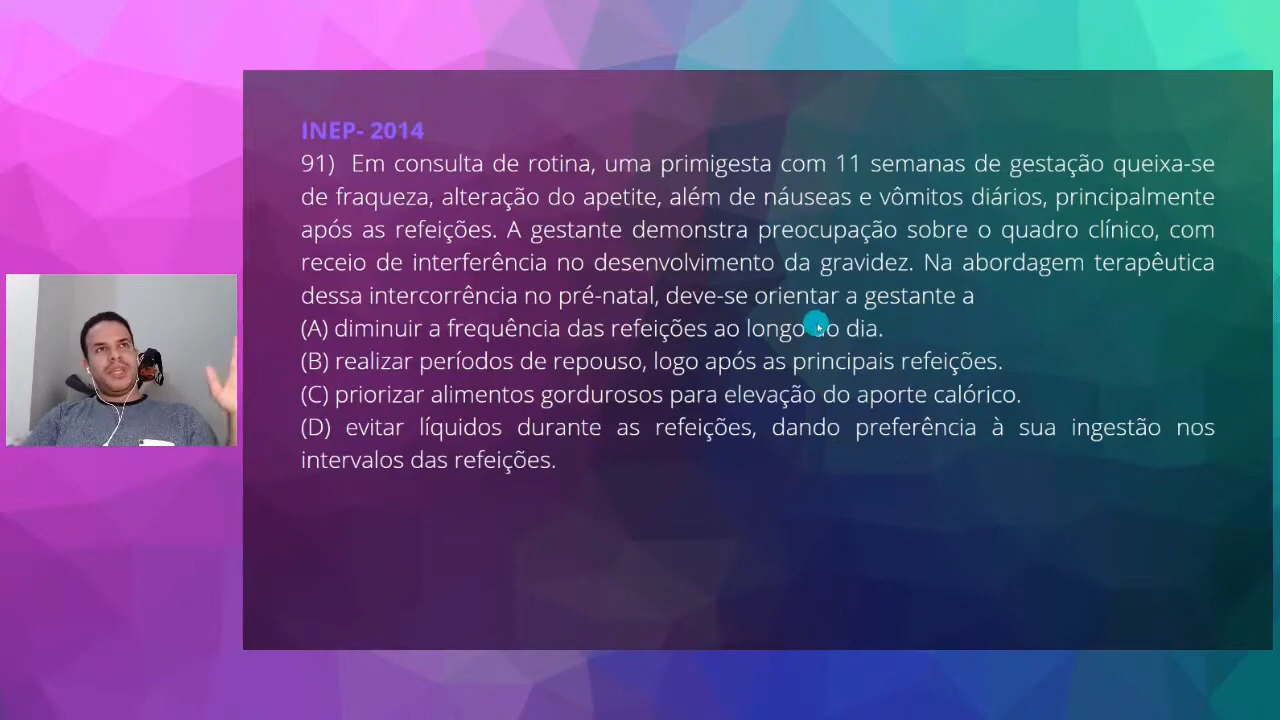 INEP- 2014
91) Em consulta de rotina, uma primigesta com 11 semanas de gestação queixa-se
de fraqueza, alteração do apetite, além de náuseas e vômitos diários, principalmente
após as refeições. A gestante demonstra preocupação sobre o quadro clínico, com
receio de interferência no desenvolvimento da gravidez. Na abordagem terapêutica
dessa intercorrência no pré-natal, deve-se orientar a gestante a
(A) diminuir a frequência das refeições ao longo do dia.
(B) realizar períodos de repouso, logo após as principais refeições.
(C) priorizar alimentos gordurosos para elevação do aporte calórico.
(D) evitar líquidos durante as refeições, dando preferência à sua ingestão nos
intervalos das refeições.